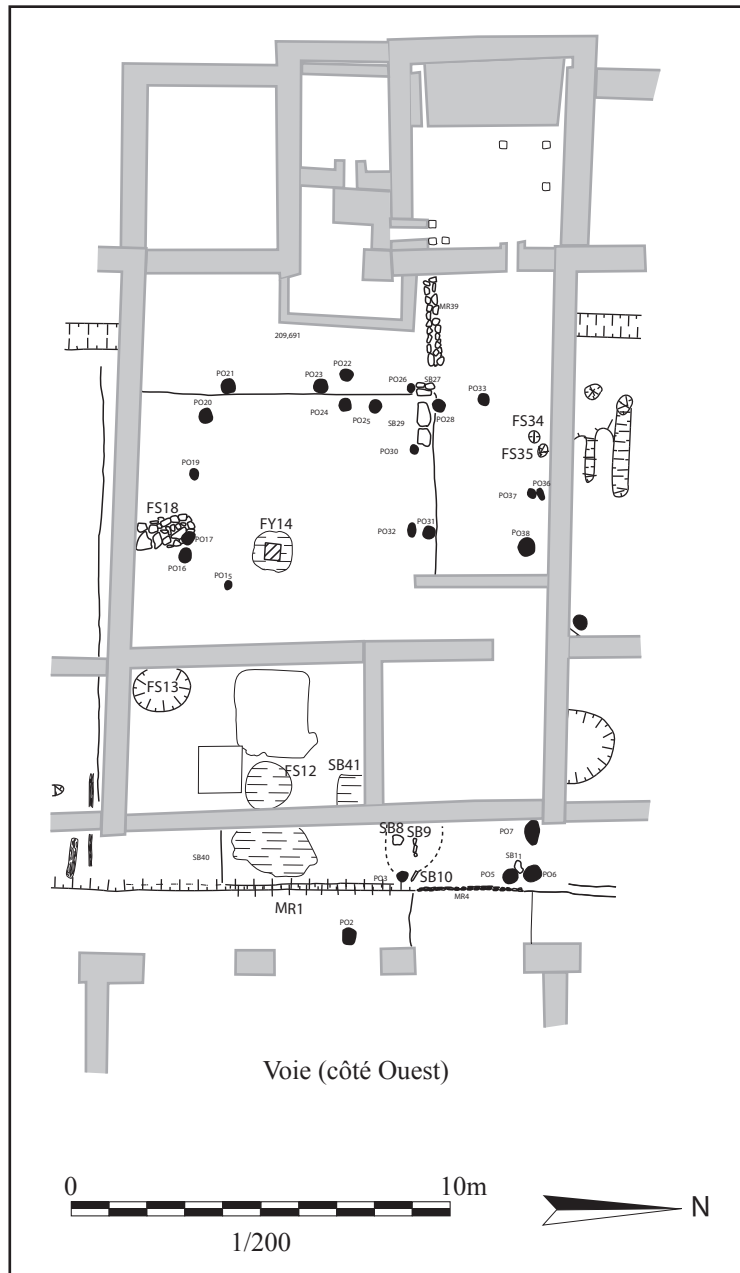 MR39
209,691
PO22
PO21
PO23
PO26
SB27
PO33
PO20
PO24
PO25
SB29
PO28
FS34
PO30
FS35
PO19
PO37
PO36
FS18
FY14
PO32
PO31
PO17
PO38
PO16
PO15
FS13
FS12
SB41
SB8
SB9
PO7
SB40
SB11
PO3
SB10
PO5
PO6
MR1
MR4
PO2
Voie (côté Ouest)
0
10m
1/200
N